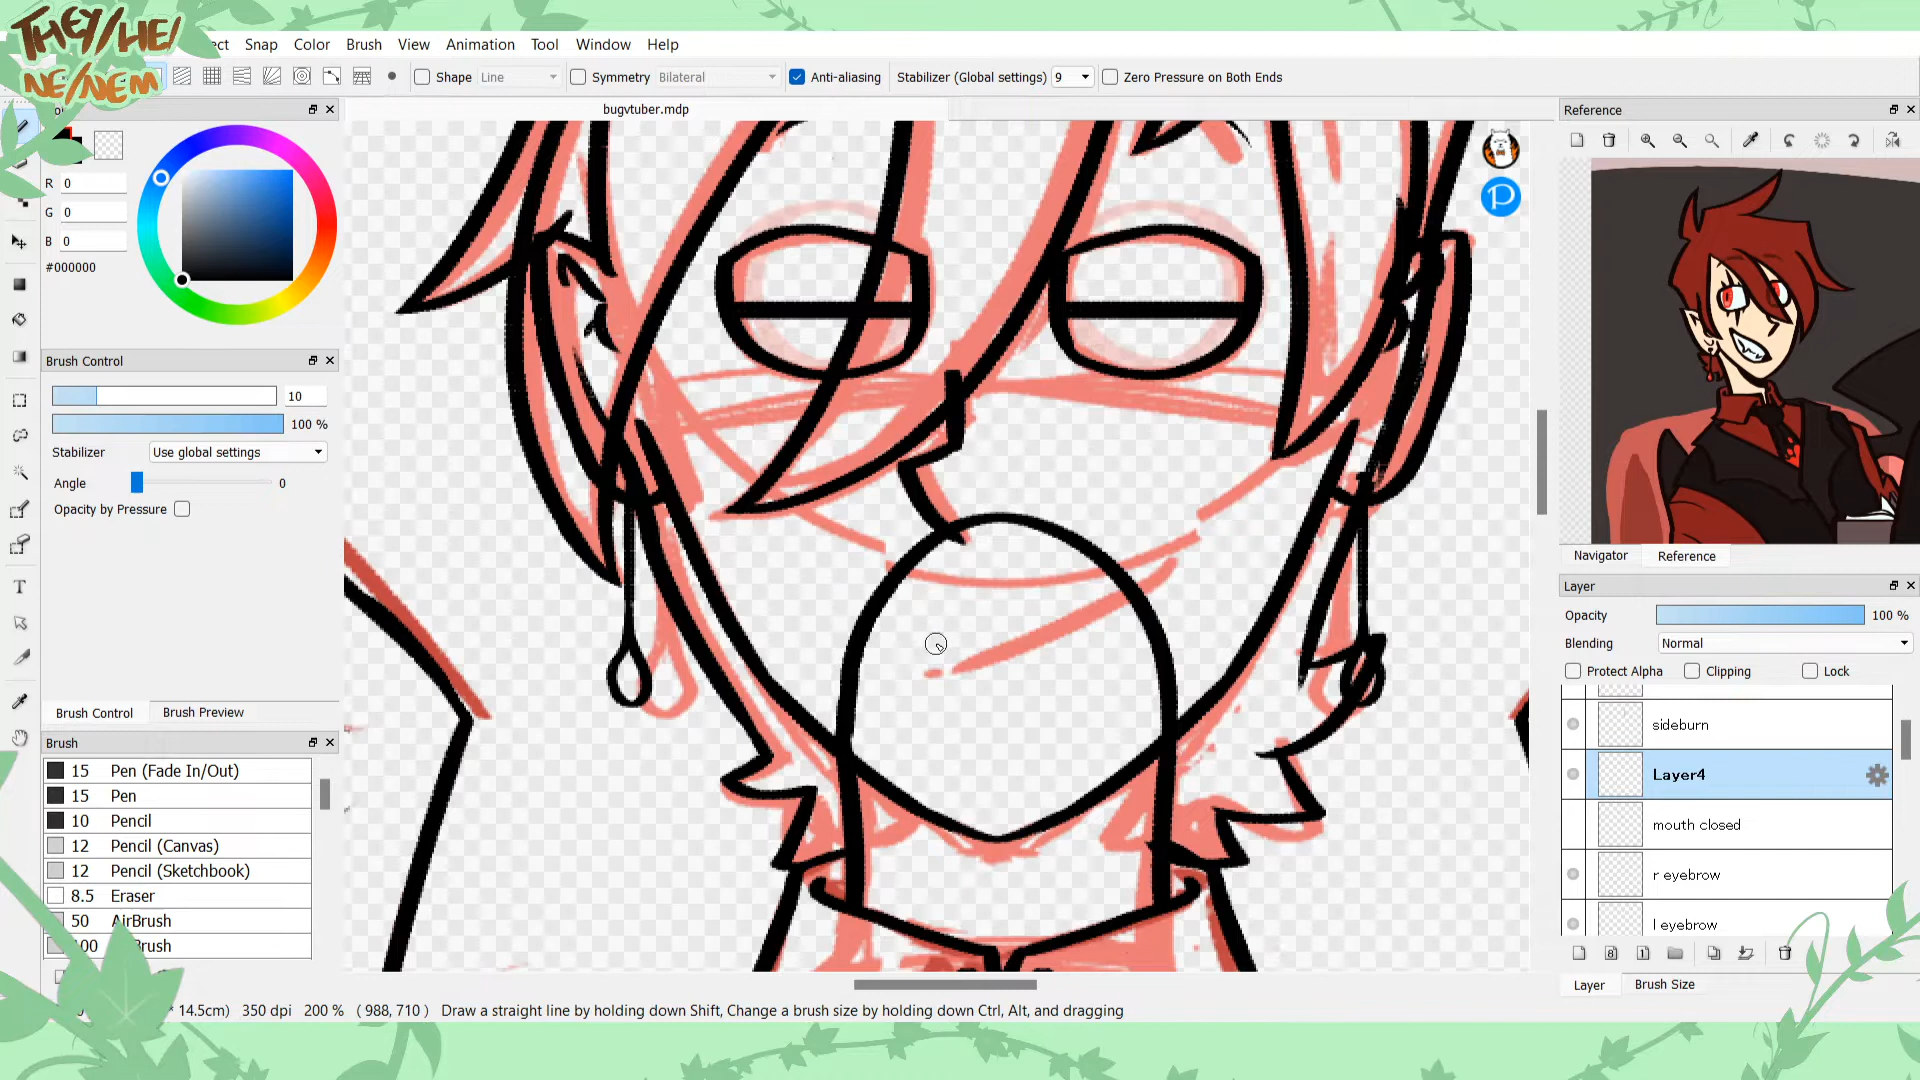 THEY/HE/
NE/NEM
ect Snap Color Brush View Animation Tool Window Help
Shape Line Symmetry Bilateral Anti-aliasing Stabilizer (Global settings) 9 Zero Pressure on Both Ends
bugvtuber.mdp
R 0
G 0
B 0
#000000
Brush Control
10
100 %
Stabilizer Use global settings
Angle 0
Opacity by Pressure
Brush Control Brush Preview
Brush
15 Pen (Fade In/Out)
15 Pen
10 Pencil
12 Pencil (Canvas)
12 Pencil (Sketchbook)
8.5 Eraser
50 AirBrush
100 Brush
Reference
Navigator Reference
Layer
Opacity 100 %
Blending Normal
Protect Alpha Clipping Lock
sideburn
Layer4
mouth closed
r eyebrow
l eyebrow
Layer Brush Size
* 14.5cm) 350 dpi 200 % ( 988, 710 ) Draw a straight line by holding down Shift, Change a brush size by holding down Ctrl, Alt, and dragging